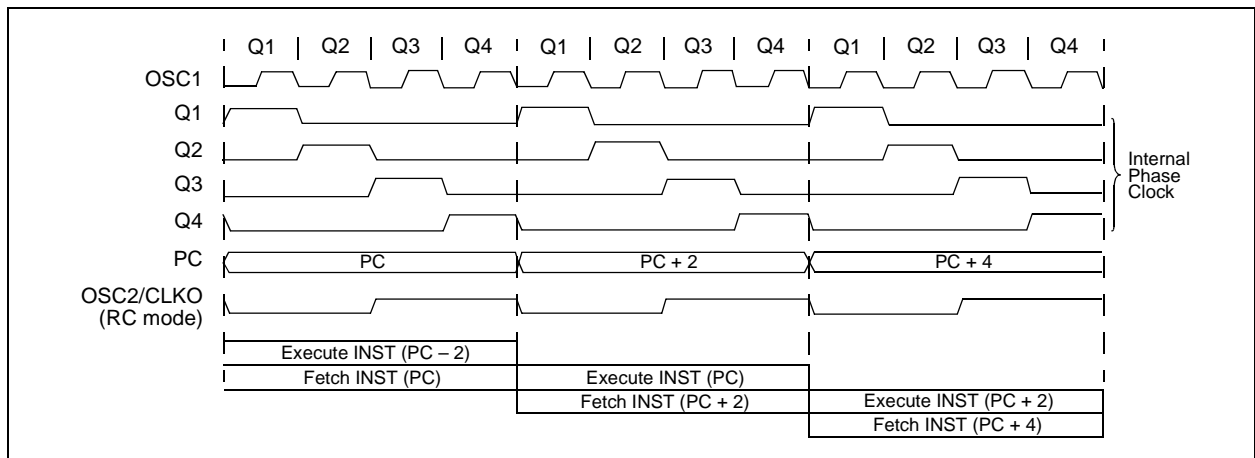 Q1 Q2 Q3 Q4 Q1 Q2 Q3 Q4 Q1 Q2 Q3 Q4
OSC1
Q1
Q2
Q3
Q4
Internal
Phase
Clock
PC PC PC + 2 PC + 4
OSC2/CLKO
(RC mode)
Execute INST (PC – 2)
Fetch INST (PC) Execute INST (PC)
Fetch INST (PC + 2) Execute INST (PC + 2)
Fetch INST (PC + 4)